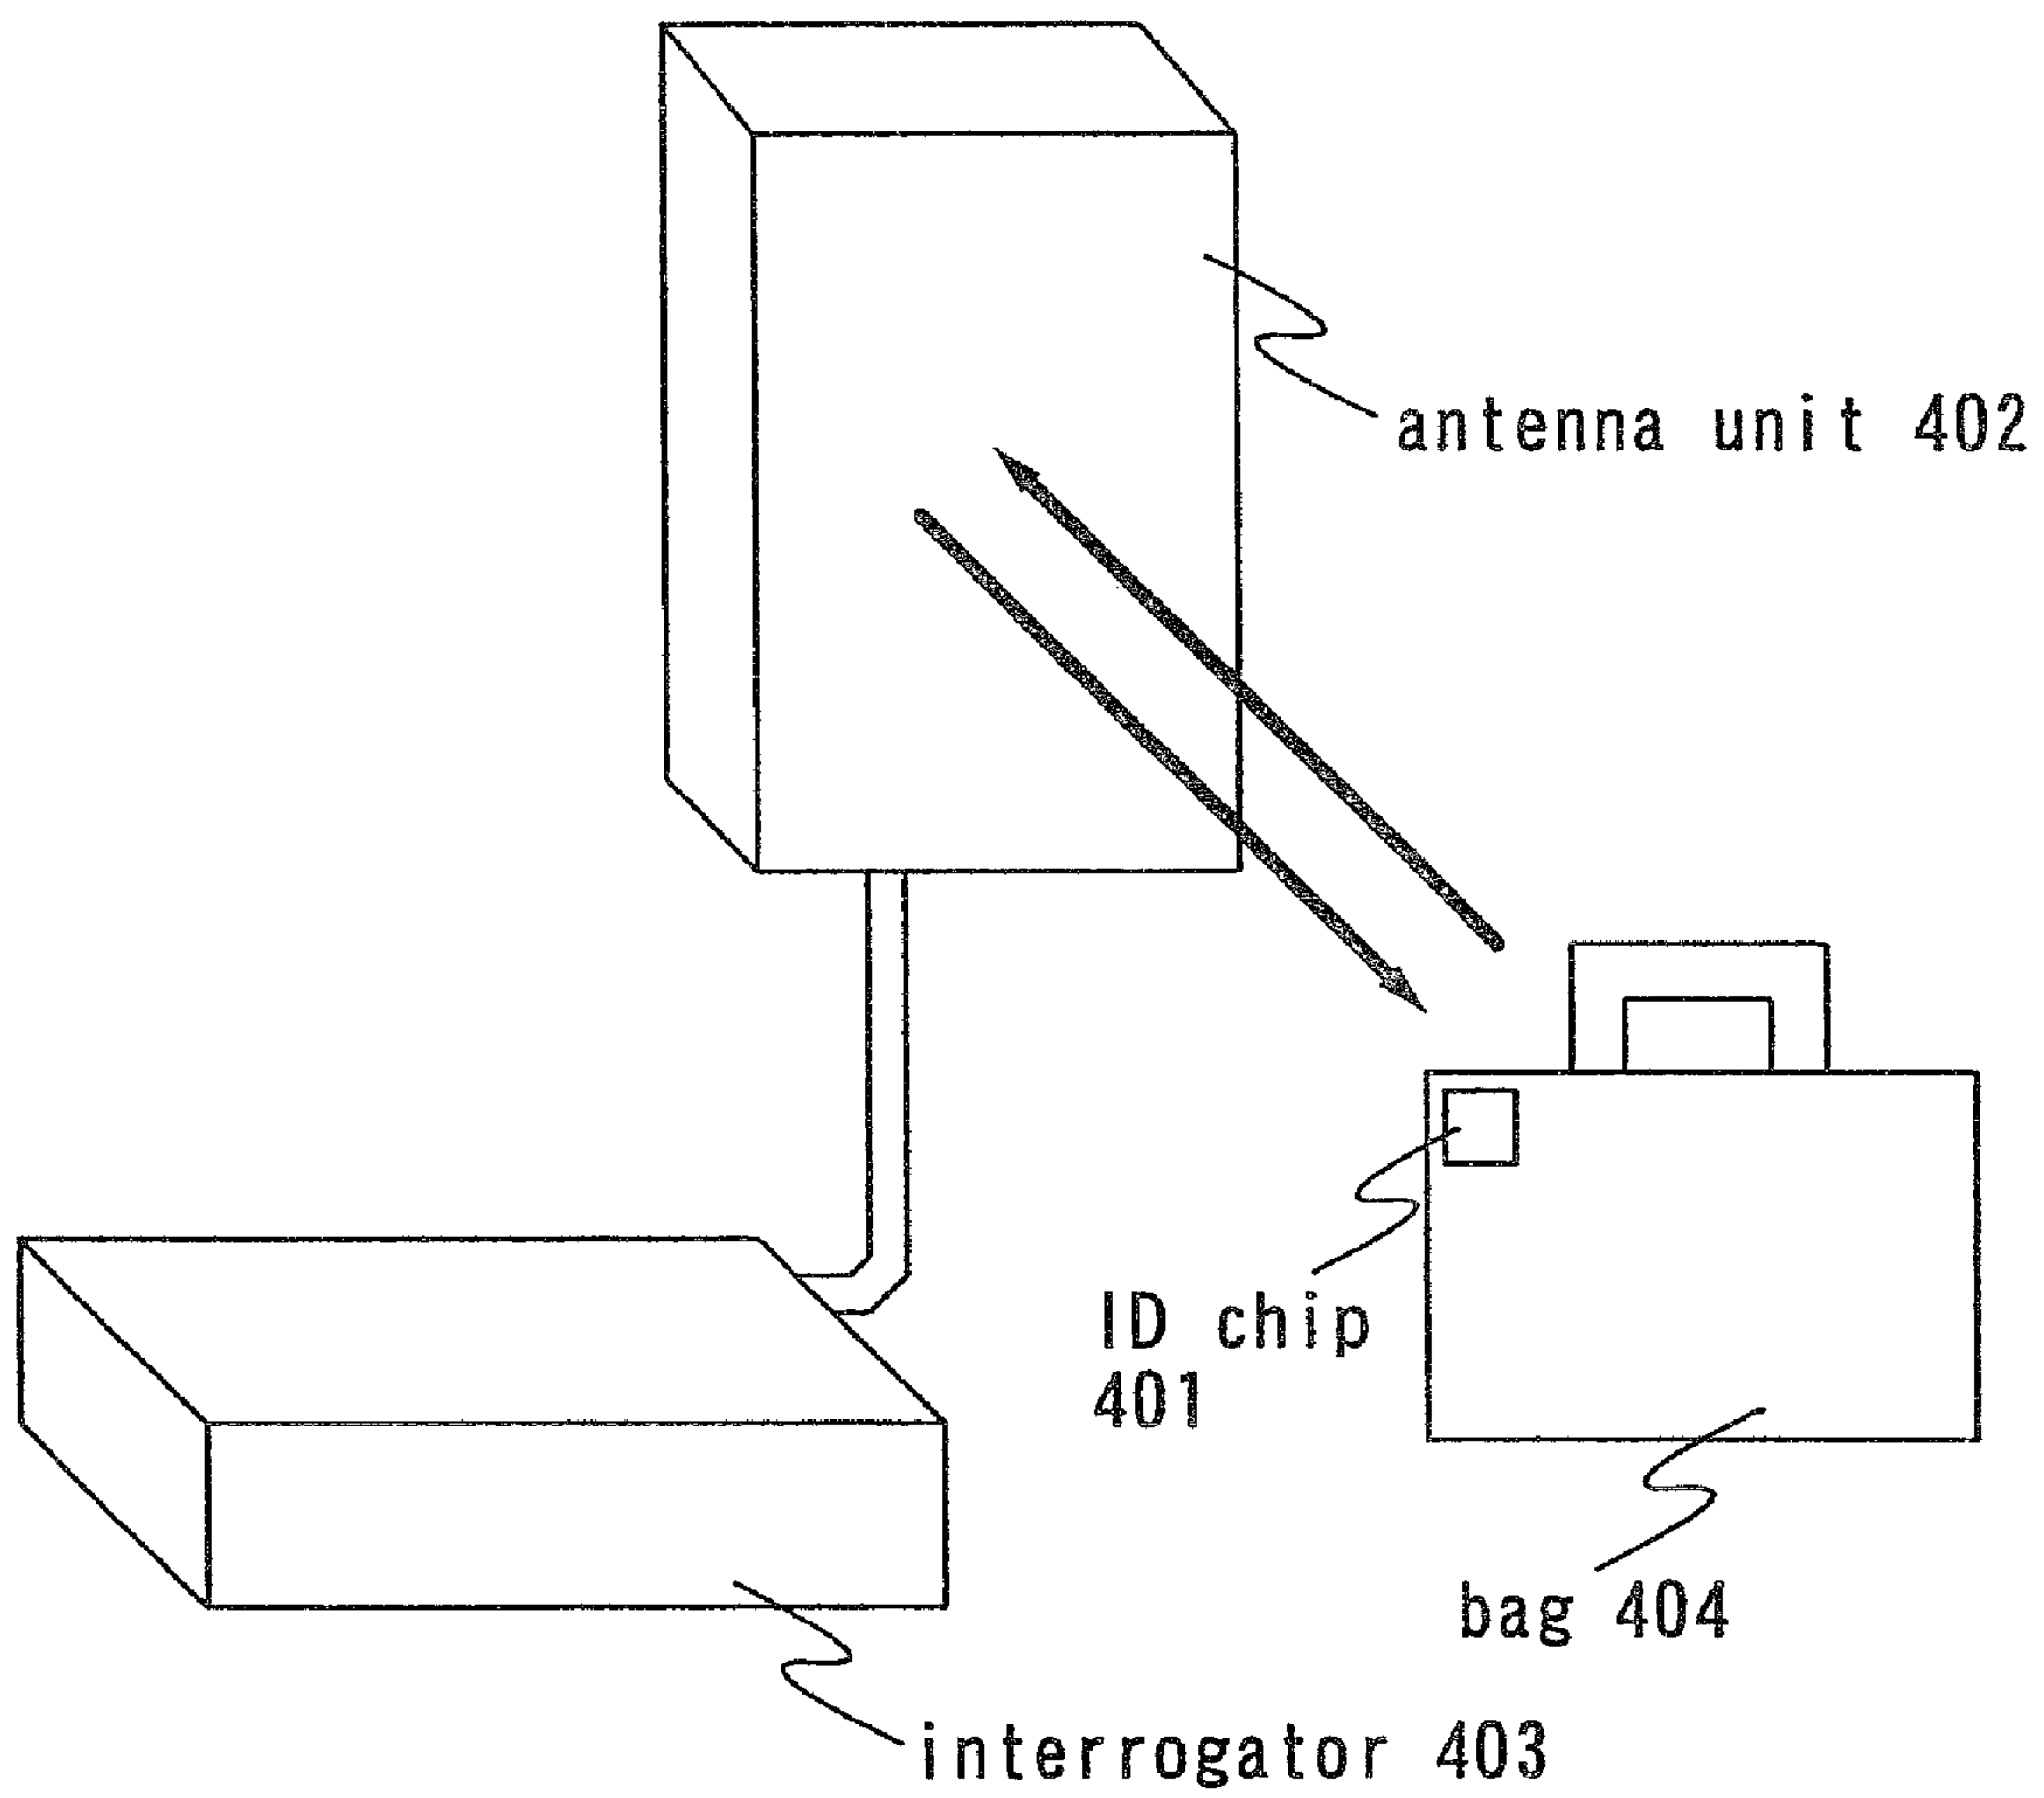 antenna unit 402
ID chip
401
bag 404
interrogator 403